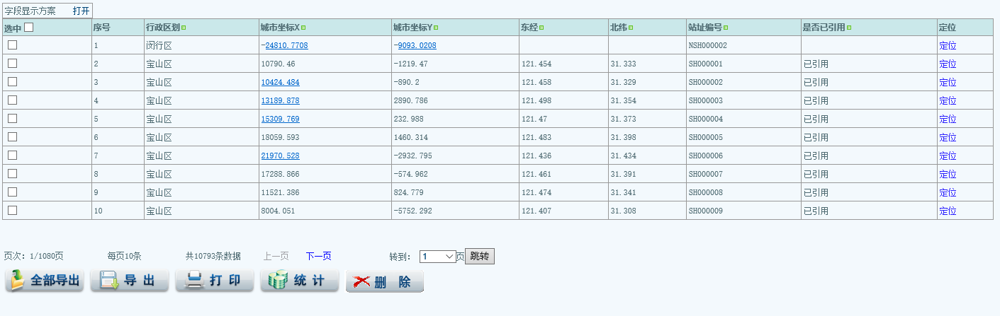 字段显示方案 打开
选中 序号 行政区划 城市坐标X 城市坐标Y 东经 北纬 站址编号 是否已引用 定位
1 闵行区 -24810.7708 -9093.0208 NSH000002 定位
2 宝山区 10790.46 -1219.47 121.454 31.333 SH000001 已引用 定位
3 宝山区 10424.484 -890.2 121.458 31.329 SH000002 已引用 定位
4 宝山区 13189.878 2890.786 121.498 31.354 SH000003 已引用 定位
5 宝山区 15309.769 232.988 121.47 31.373 SH000004 已引用 定位
6 宝山区 18059.593 1460.314 121.483 31.398 SH000005 已引用 定位
7 宝山区 21970.528 -2932.795 121.436 31.434 SH000006 已引用 定位
8 宝山区 17288.866 -574.962 121.461 31.391 SH000007 已引用 定位
9 宝山区 11521.386 824.779 121.474 31.341 SH000008 已引用 定位
10 宝山区 8004.051 -5752.292 121.407 31.308 SH000009 已引用 定位
页次: 1/1080页 每页10条 共10793条数据 上一页 下一页 转到: 1 页 跳转
全部导出 导 出 打 印 统 计 删 除